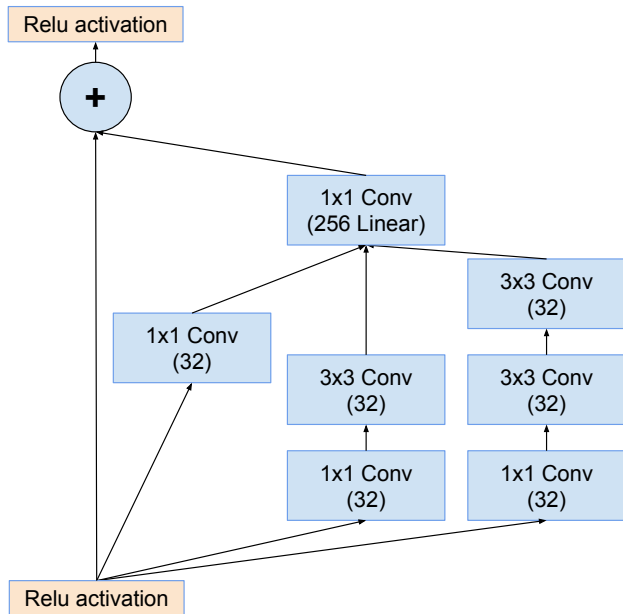 Relu activation
+
1x1 Conv
(256 Linear)
3x3 Conv
(32)
1x1 Conv
(32)
3x3 Conv
(32)
3x3 Conv
(32)
1x1 Conv
(32)
1x1 Conv
(32)
Relu activation